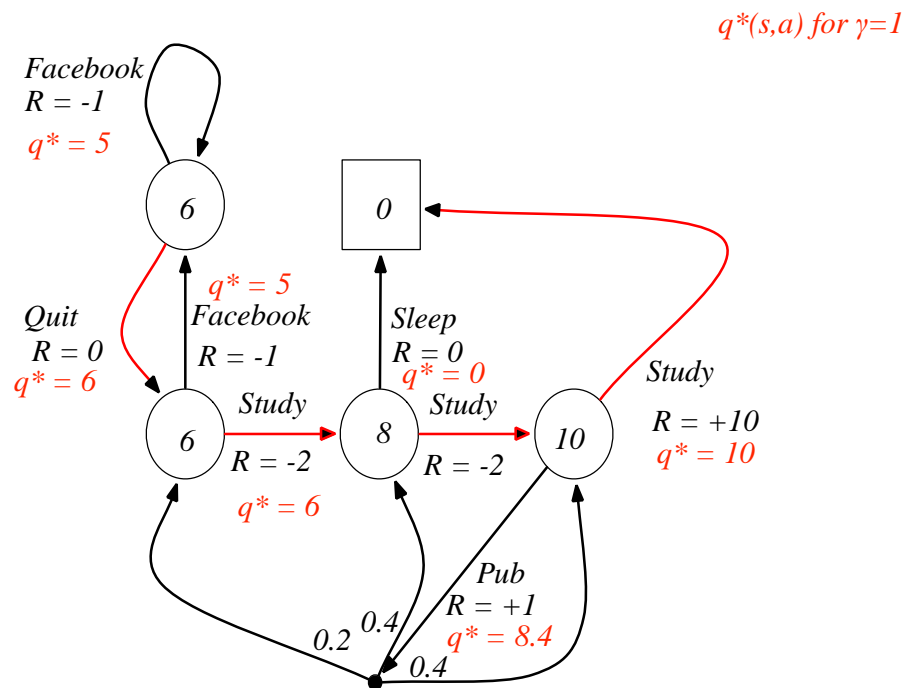 q*(s,a) for γ=1
Facebook
R = -1
q* = 5
6
0
q* = 5
Quit
R = 0
q* = 6
Facebook
R = -1
Sleep
R = 0
q* = 0
Study
R = +10
q* = 10
Study
Study
6
8
10
R = -2
R = -2
q* = 6
Pub
R = +1
q* = 8.4
0.2
0.4
0.4